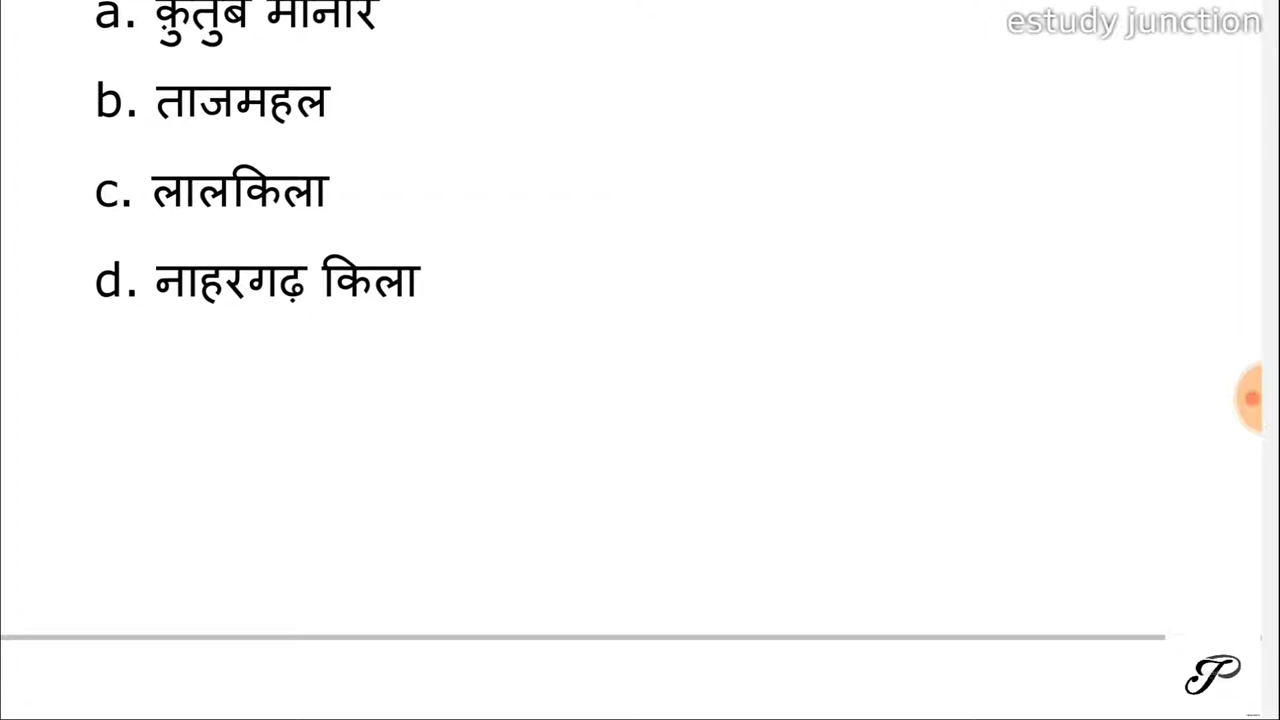 estudy junction
a. क़ुतुब मीनार
b. ताजमहल
c. लालकिला
d. नाहरगढ़ किला